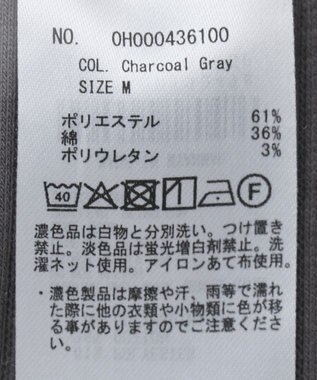 NO. 0H000436100
COL. Charcoal Gray
SIZE M
ポリエステル 61%
綿 36%
ポリウレタン 3%
40 F
濃色品は白物と分別洗い。つけ置き
禁止。淡色品は蛍光増白剤禁止。洗
濯ネット使用。アイロンあて布使用。
・濃色製品は摩擦や汗、雨等で濡れ
た際に他の衣類や小物類に色が移
る事がありますのでご注意くださ
い。